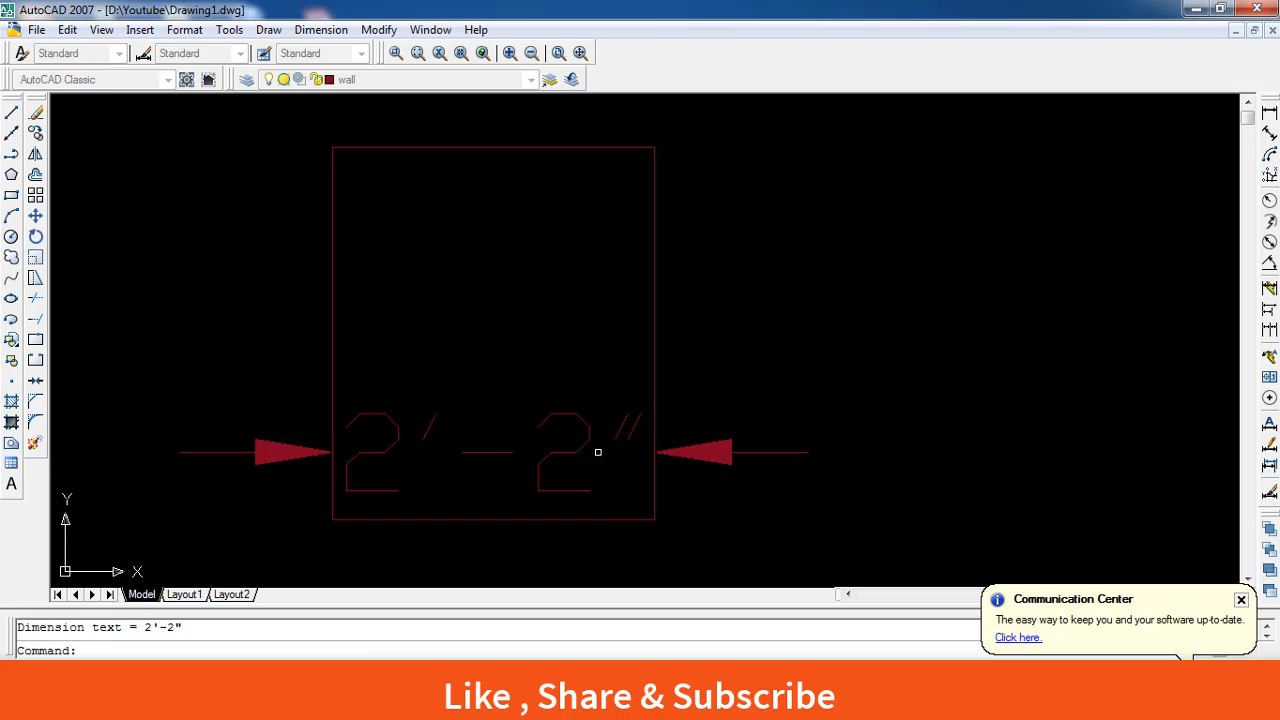 AutoCAD 2007 - [D:\Youtube\Drawing1.dwg]
File Edit View Insert Format Tools Draw Dimension Modify Window Help
Standard Standard Standard
AutoCAD Classic wall
2'-2"
Y
X
A
Model Layout1 Layout2
Communication Center
The easy way to keep you and your software up-to-date.
Click here.
Dimension text = 2'-2"
Command:
Like , Share & Subscribe